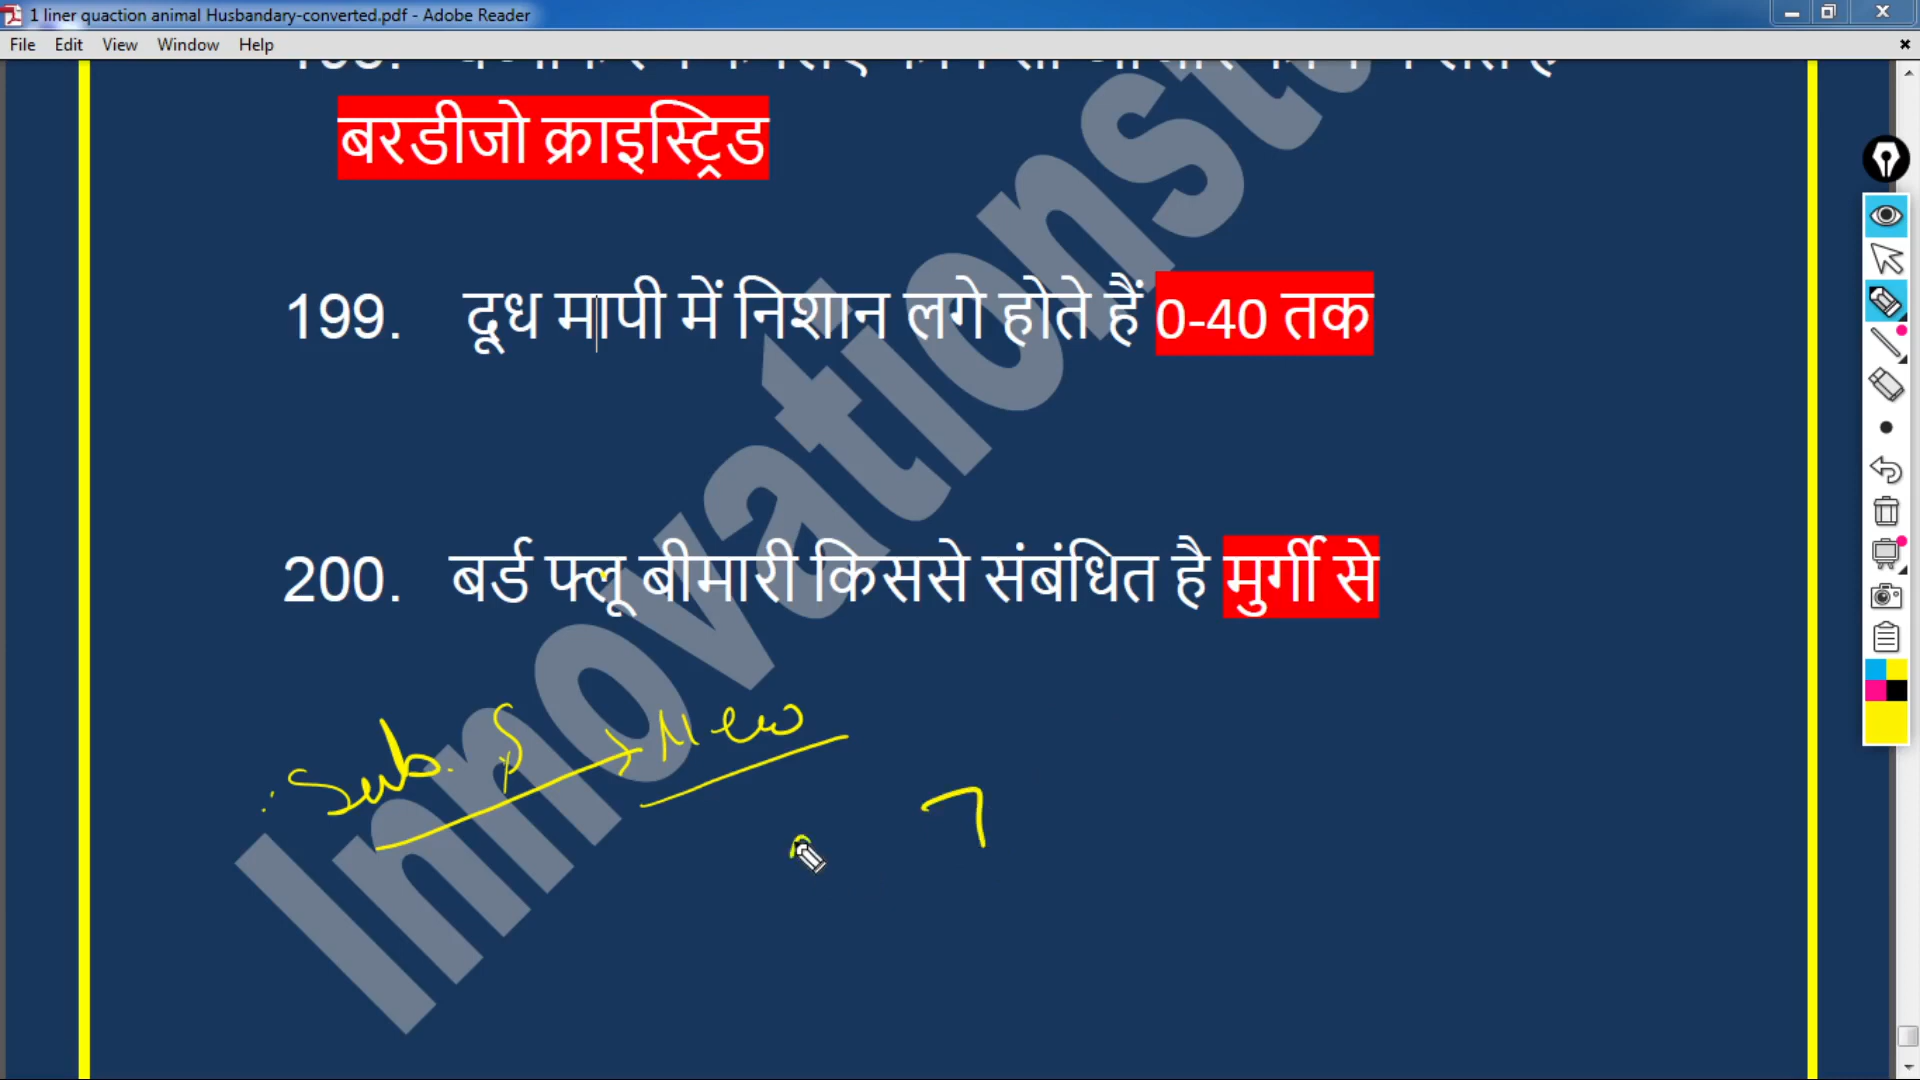 1 liner quaction animal Husbandary-converted.pdf - Adobe Reader
File Edit View Window Help
बरडीजो क्राइस्ट्रिड
199. दूध मापी में निशान लगे होते हैं 0-40 तक
200. बर्ड फ्लू बीमारी किससे संबंधित है मुर्गी से
Sub. New
Innovationst